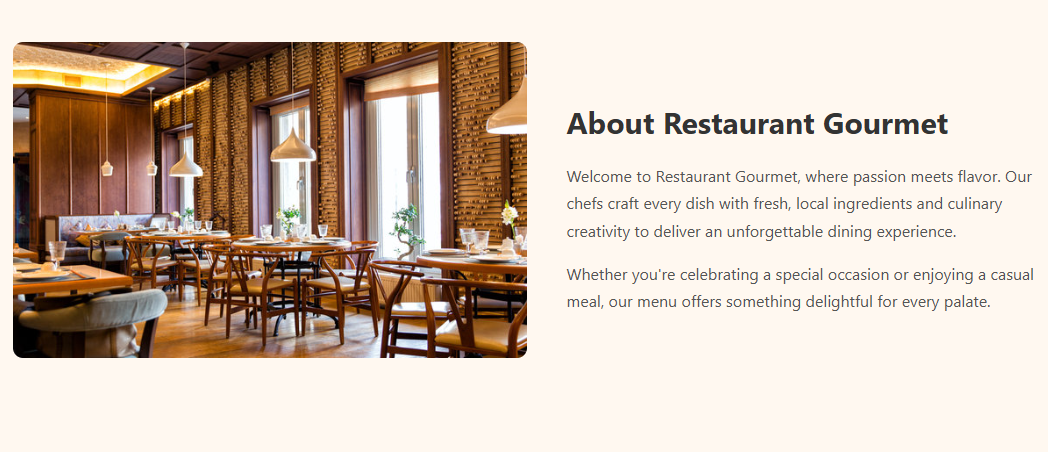 About Restaurant Gourmet
Welcome to Restaurant Gourmet, where passion meets flavor. Our
chefs craft every dish with fresh, local ingredients and culinary
creativity to deliver an unforgettable dining experience.
Whether you're celebrating a special occasion or enjoying a casual
meal, our menu offers something delightful for every palate.